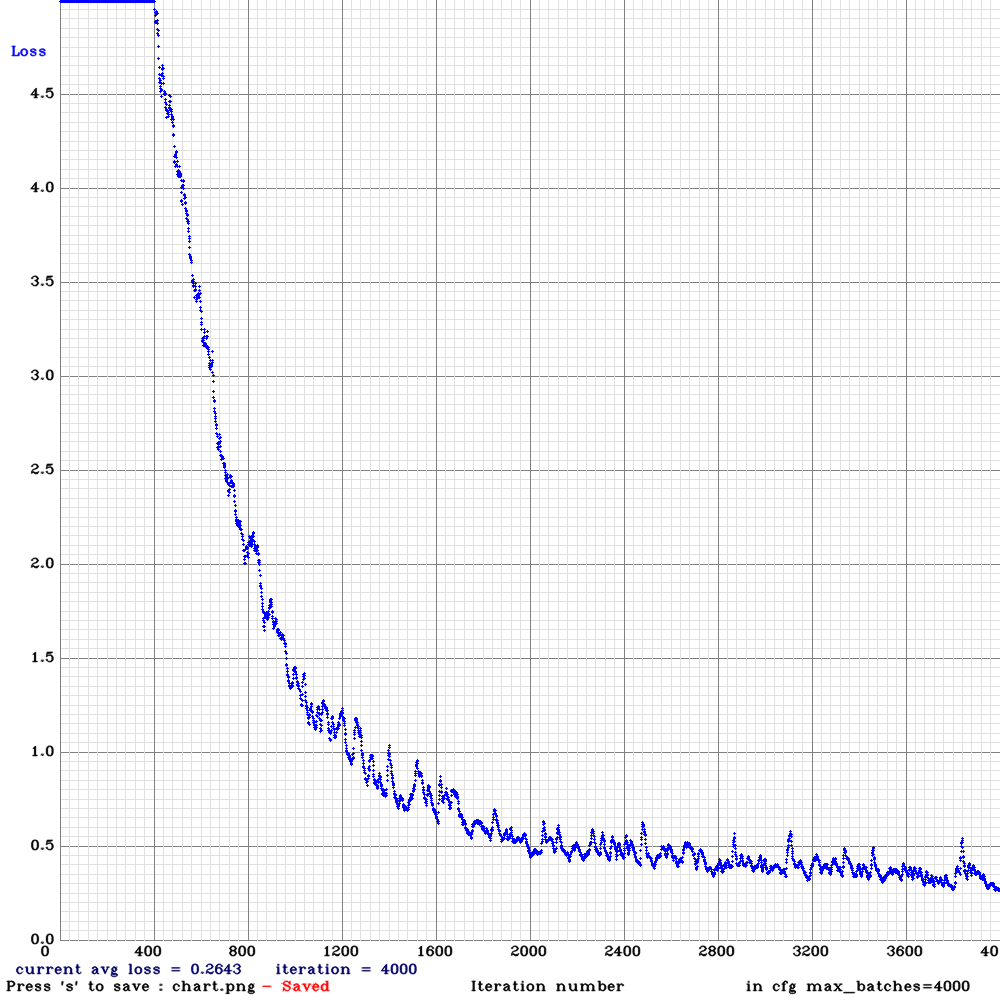 Loss
4.5
4.0
3.5
3.0
2.5
2.0
1.5
1.0
0.5
0.0
0 400 800 1200 1600 2000 2400 2800 3200 3600 40
current avg loss = 0.2643 iteration = 4000
Press 's' to save : chart.png - Saved Iteration number in cfg max_batches=4000